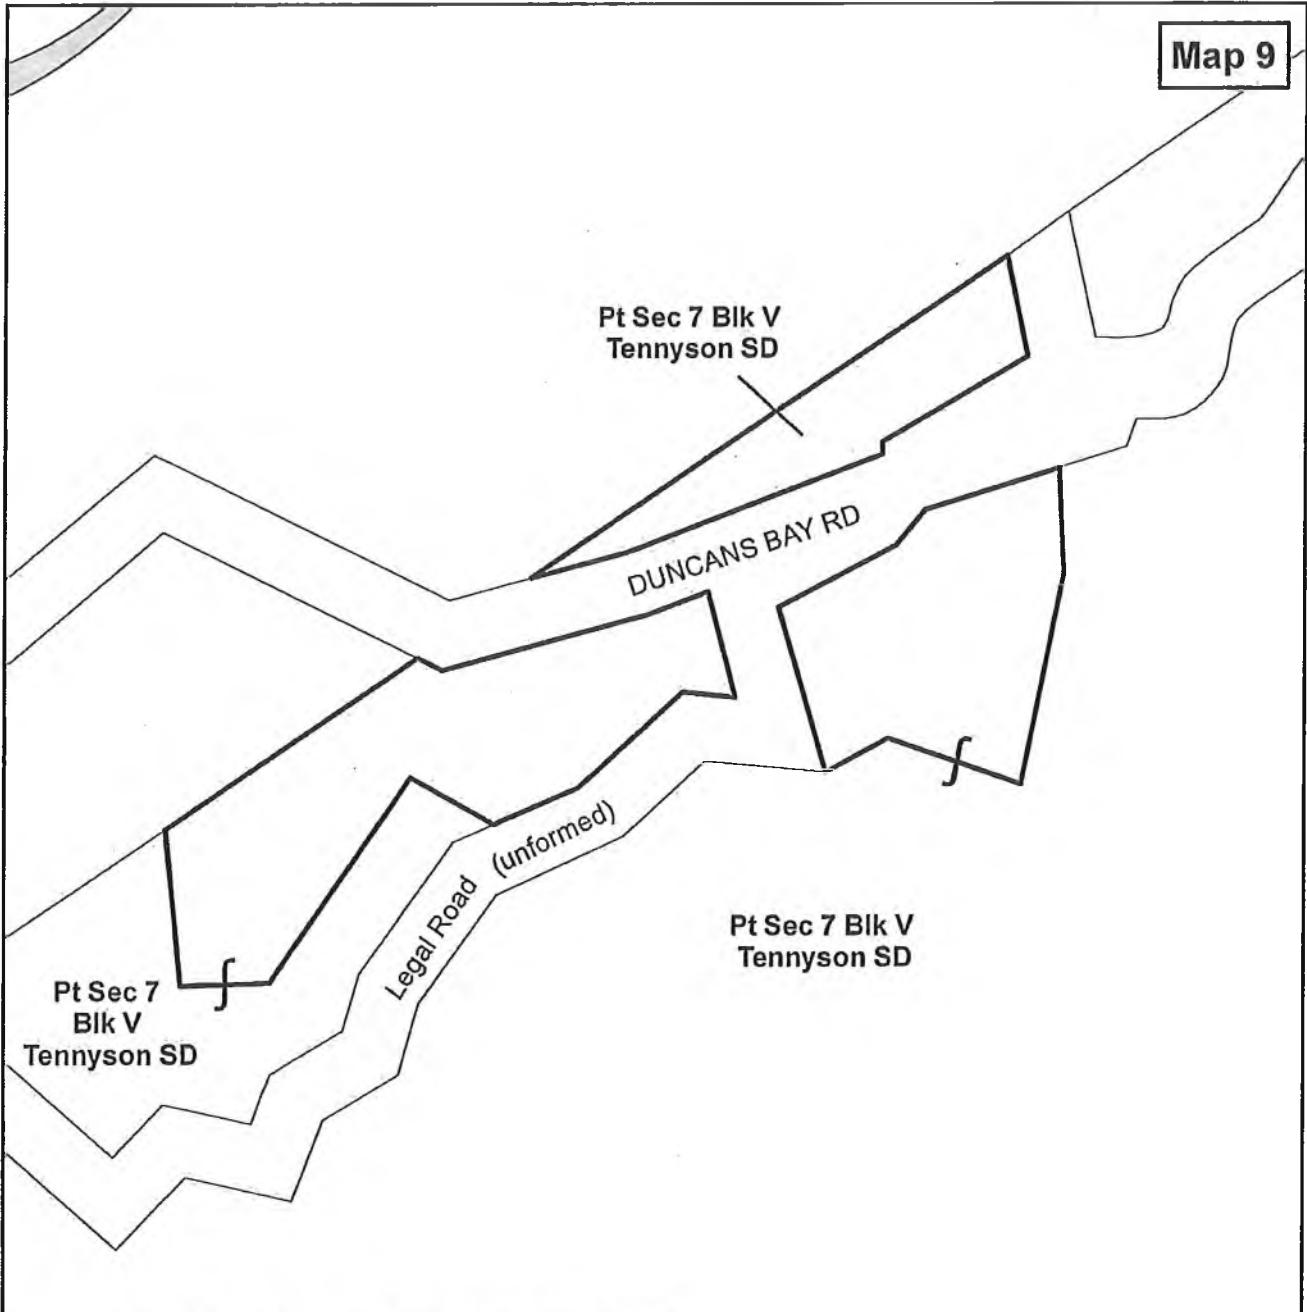 Map 9
Pt Sec 7 Blk V
Tennyson SD
DUNCANS BAY RD
Legal Road (unformed)
Pt Sec 7 Blk V
Tennyson SD
Pt Sec 7
Blk V
Tennyson SD